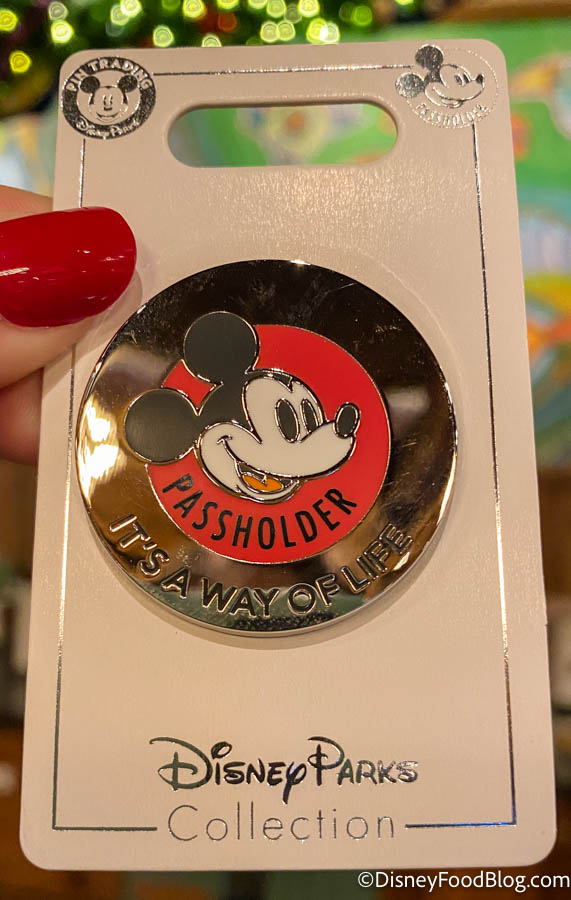 PIN TRADING
Disney Parks
PASSHOLDER
PASSHOLDER
IT'S A WAY OF LIFE
DISNEY PARKS
Collection
©DisneyFoodBlog.com